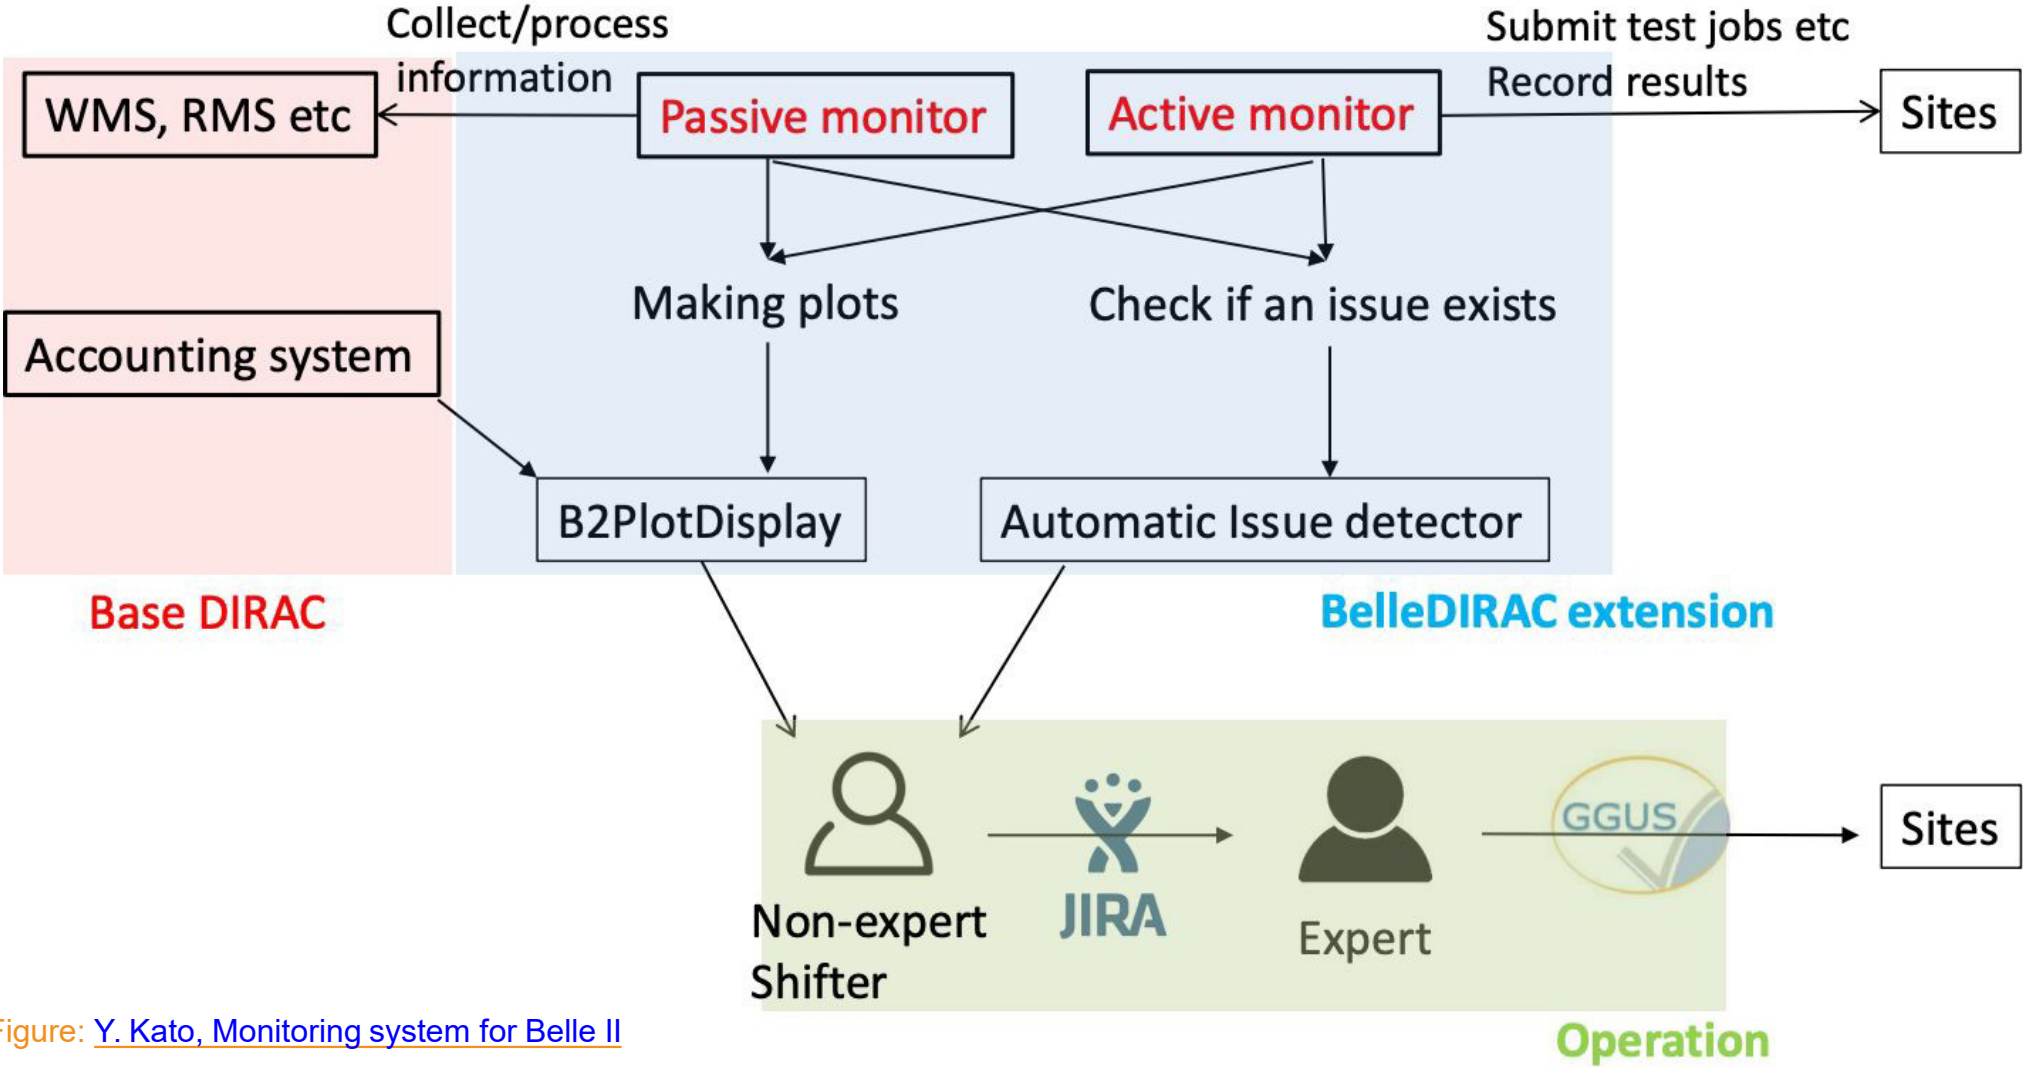 Collect/process
information
Submit test jobs etc
Record results
WMS, RMS etc
Passive monitor
Active monitor
Sites
Making plots
Check if an issue exists
Accounting system
B2PlotDisplay
Automatic Issue detector
Base DIRAC
BelleDIRAC extension
GGUS
Sites
JIRA
Non-expert
Shifter
Expert
Figure: Y. Kato, Monitoring system for Belle II
Operation